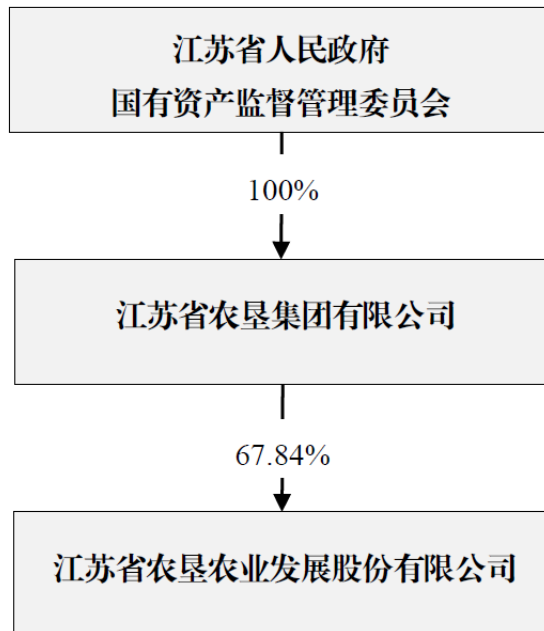 江苏省人民政府
国有资产监督管理委员会
100%
江苏省农垦集团有限公司
67.84%
江苏省农垦农业发展股份有限公司